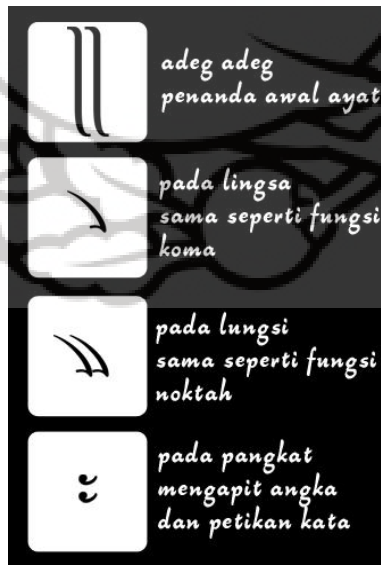 ꧋
adeg adeg
penanda awal ayat
꧈
pada lingsa
sama seperti fungsi
koma
꧉
pada lungsi
sama seperti fungsi
noktah
꧇
pada pangkat
mengapit angka
dan petikan kata